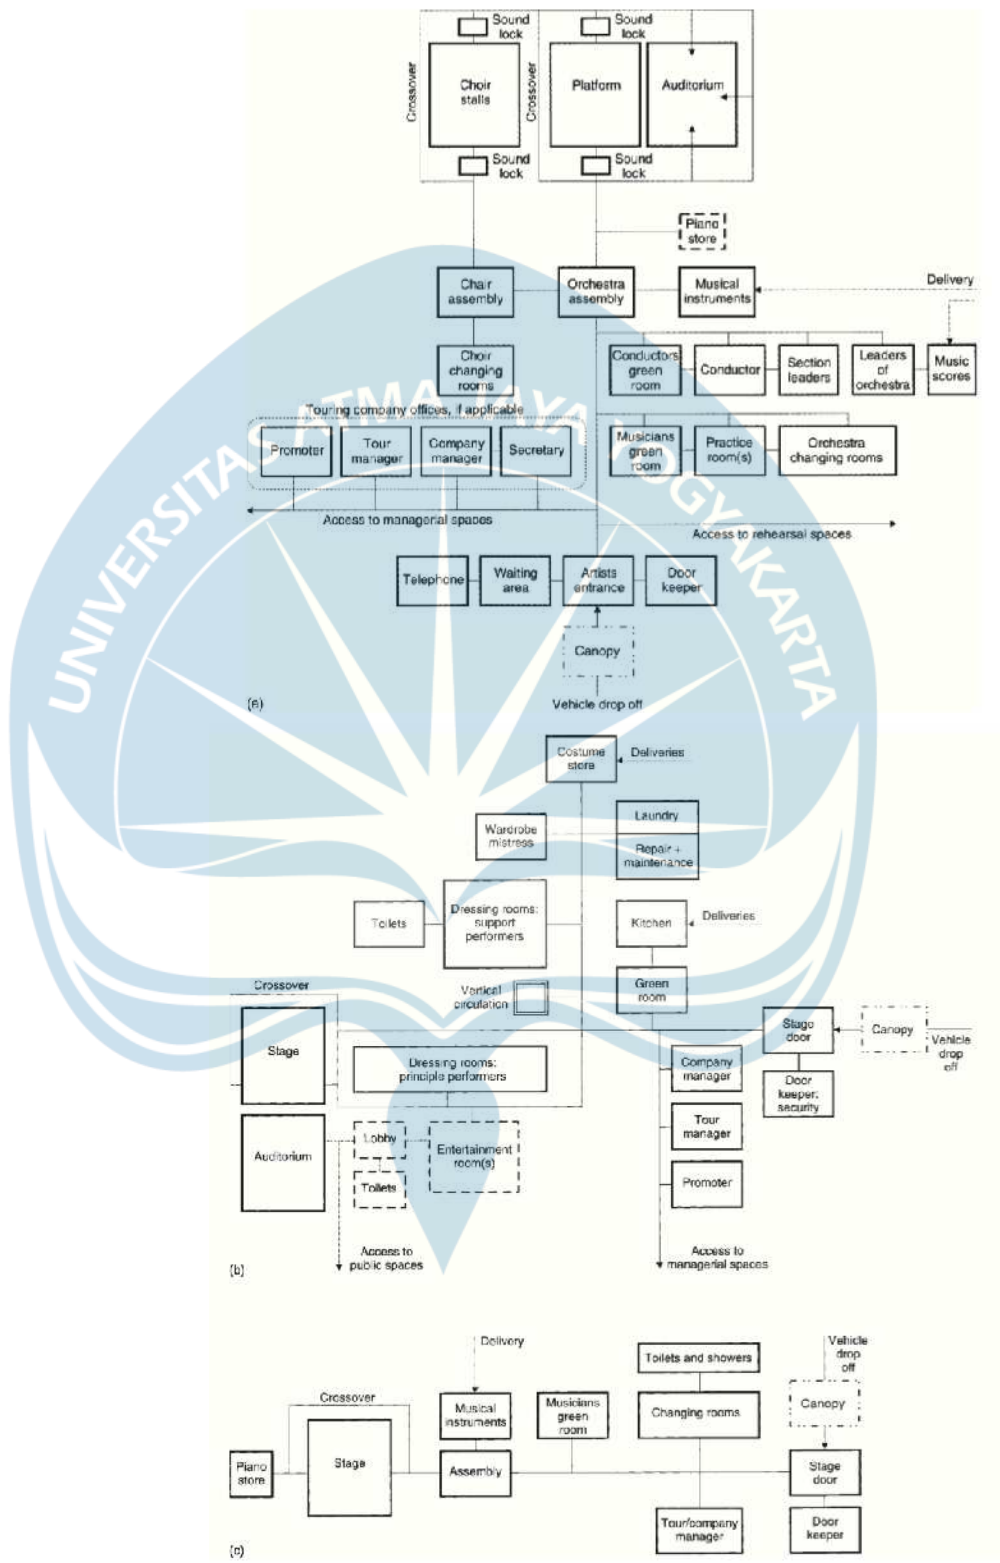 Sound
lock
Sound
lock
Crossover
Choir
stalls
Crossover
Platform
Auditorium
Sound
lock
Sound
lock
Piano
store
Chair
assembly
Orchestra
assembly
Musical
instruments
Delivery
Choir
changing
rooms
Conductors
green
room
Conductor
Section
leaders
Leaders
of
orchestra
Music
scores
Touring company offices, if applicable
Promoter
Tour
manager
Company
manager
Secretary
Musicians
green
room
Practice
room(s)
Orchestra
changing rooms
Access to managerial spaces
Access to rehearsal spaces
Telephone
Waiting
area
Artists
entrance
Door
keeper
Canopy
Vehicle drop off
(a)
UNIVERSITAS ATMA JAYA YOGYAKARTA
Costume
store
Deliveries
Wardrobe
mistress
Laundry
Repair +
maintenance
Toilets
Dressing rooms:
support
performers
Kitchen
Deliveries
Vertical
circulation
Green
room
Crossover
Stage
Stage
door
Canopy
Vehicle
drop
off
Dressing rooms:
principle performers
Company
manager
Door
keeper:
security
Auditorium
Lobby
Toilets
Entertainment
room(s)
Tour
manager
Promoter
Access to
public spaces
Access to
managerial spaces
(b)
Delivery
Vehicle
drop
off
Toilets and showers
Crossover
Musical
instruments
Musicians
green
room
Changing rooms
Canopy
Piano
store
Stage
Assembly
Stage
door
Tour/company
manager
Door
keeper
(c)